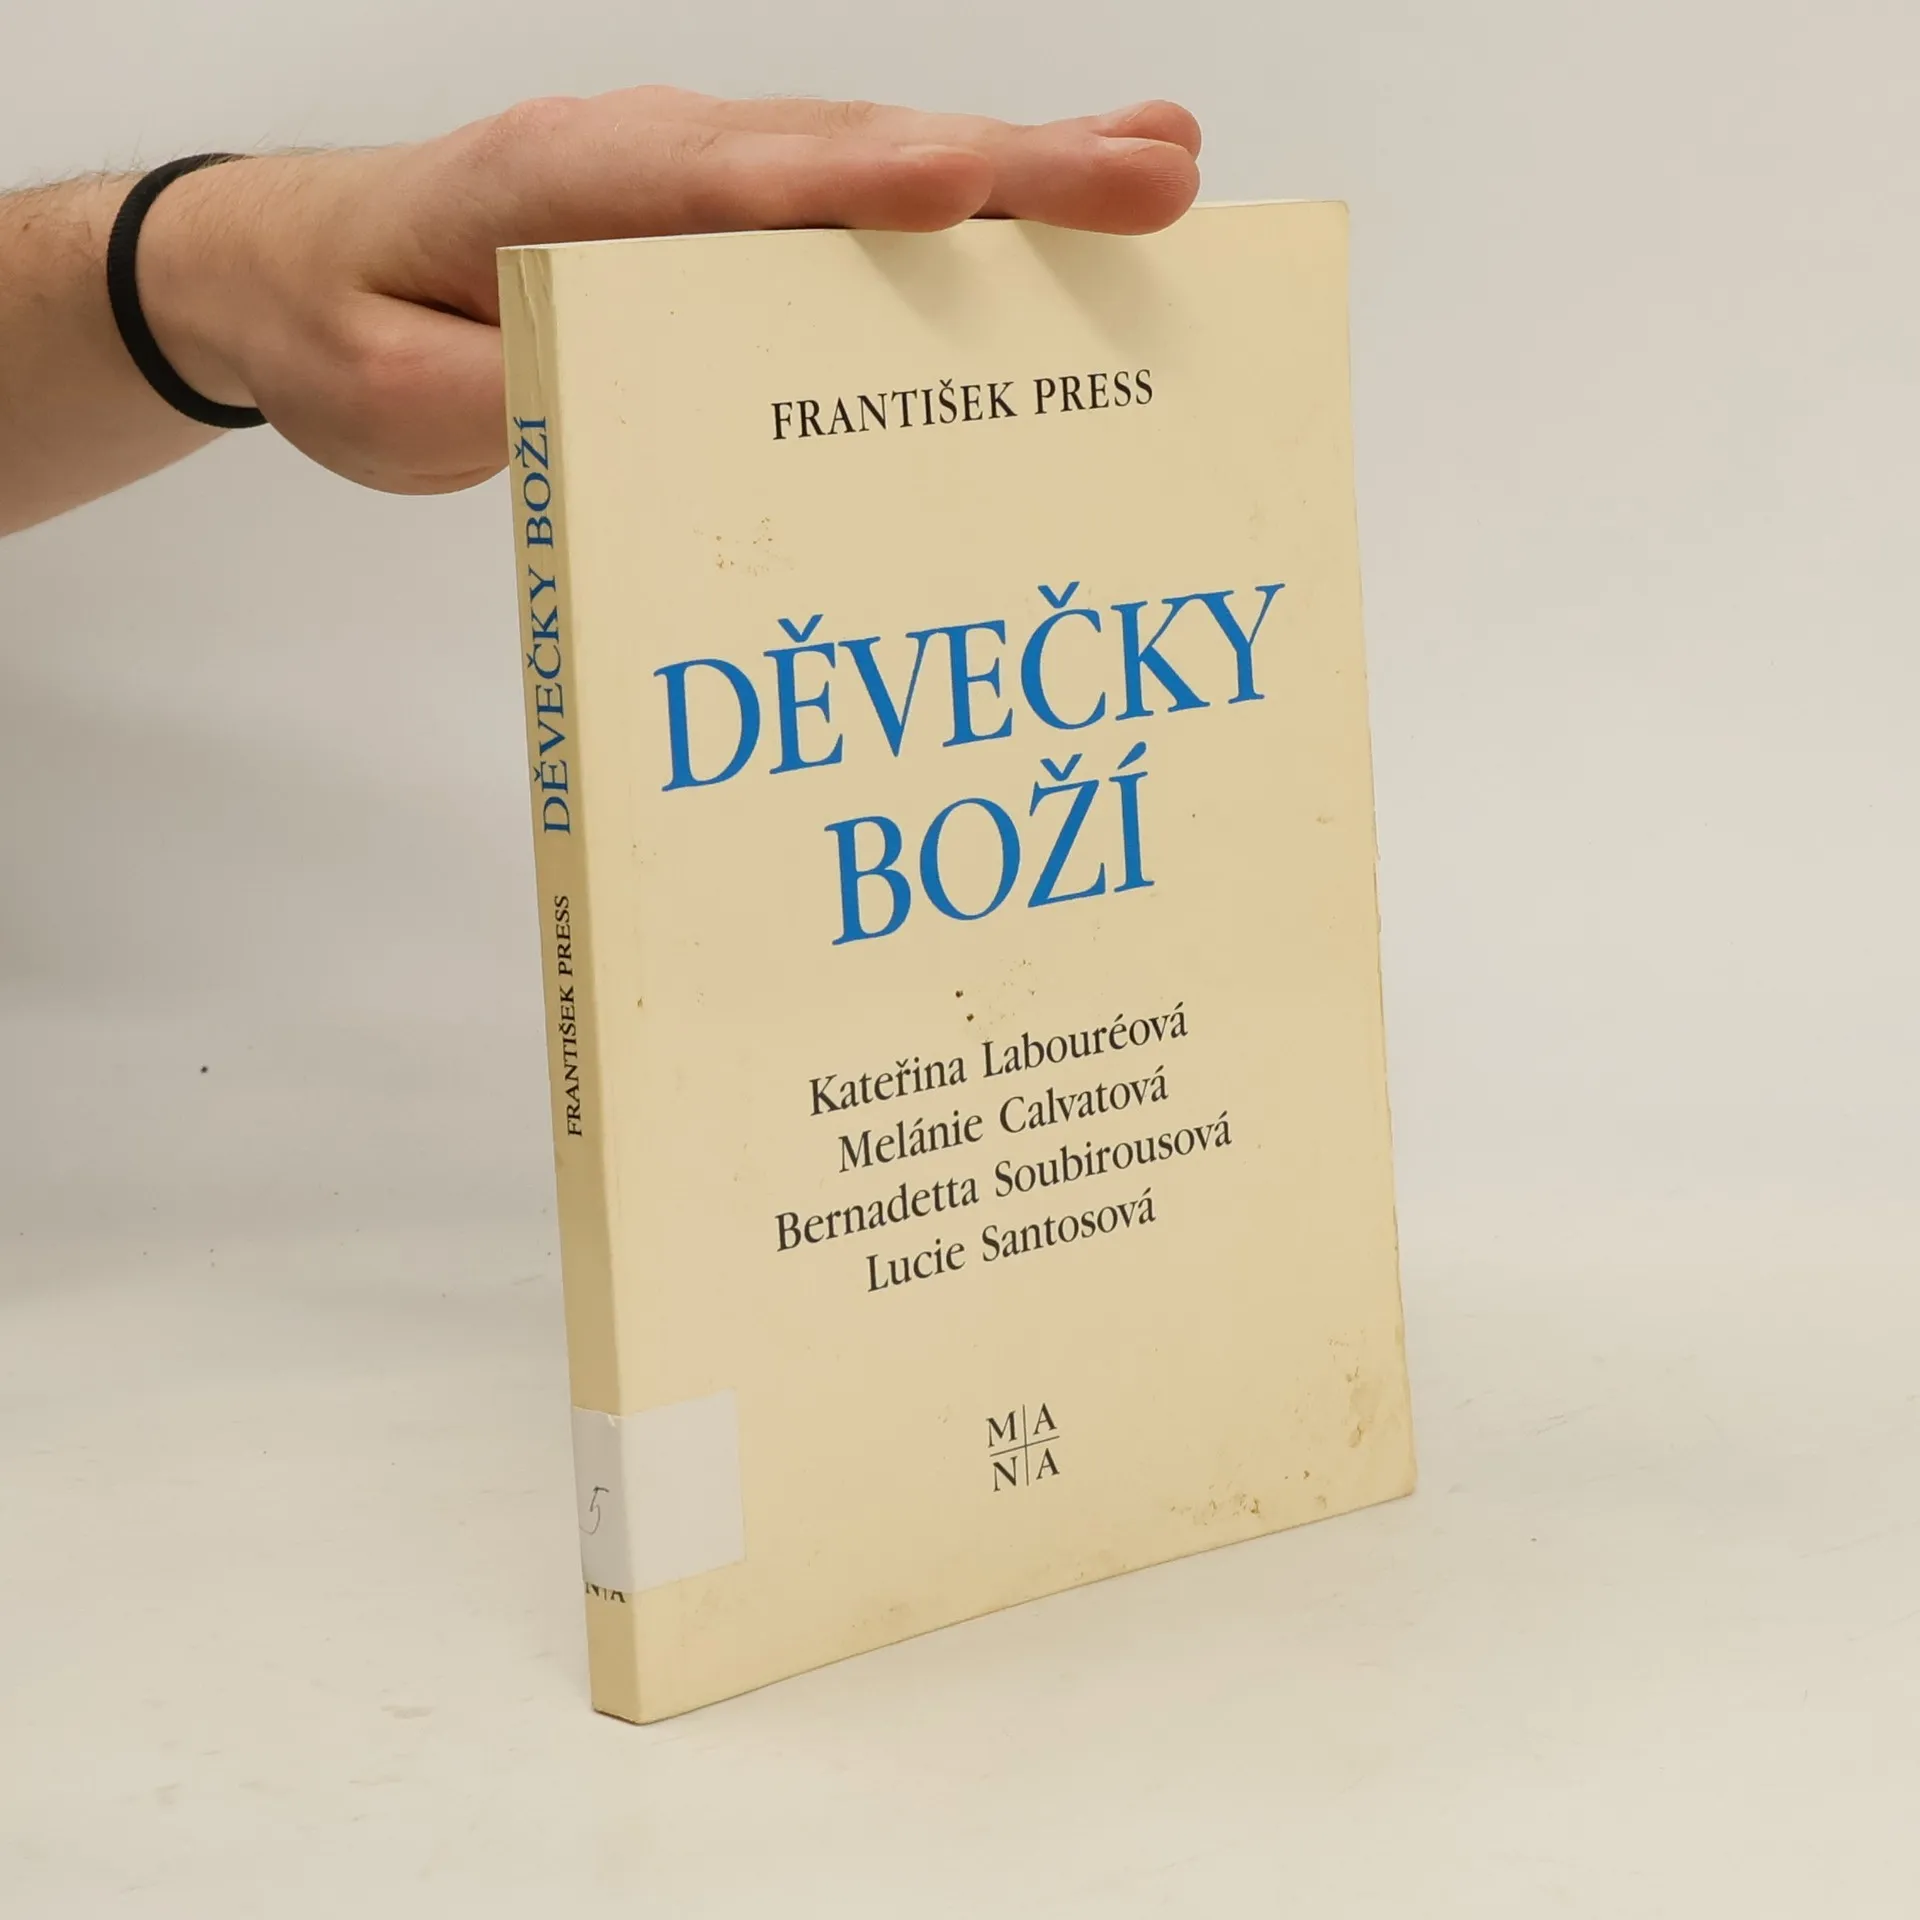 FRANTIŠEK PRESS
DĚVEČKY
BOŽÍ
Kateřina Labouréová
Melánie Calvatová
Bernadetta Soubirousová
Lucie Santosová
M A
N A
FRANTIŠEK PRESS DĚVEČKY BOŽÍ
5
N A